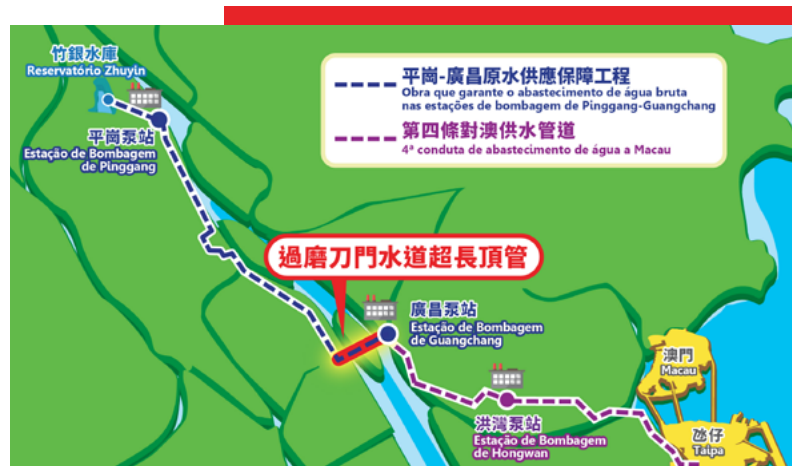 竹銀水庫
Reservatório Zhuyin
平崗-廣昌原水供應保障工程
Obra que garante o abastecimento de água bruta
nas estações de bombagem de Pinggang-Guangchang
第四條對澳供水管道
4ª conduta de abastecimento de água a Macau
平崗泵站
Estação de Bombagem
de Pinggang
過磨刀門水道超長頂管
廣昌泵站
Estação de Bombagem
de Guangchang
澳門
Macau
洪灣泵站
Estação de Bombagem
de Hongwan
氹仔
Taipa